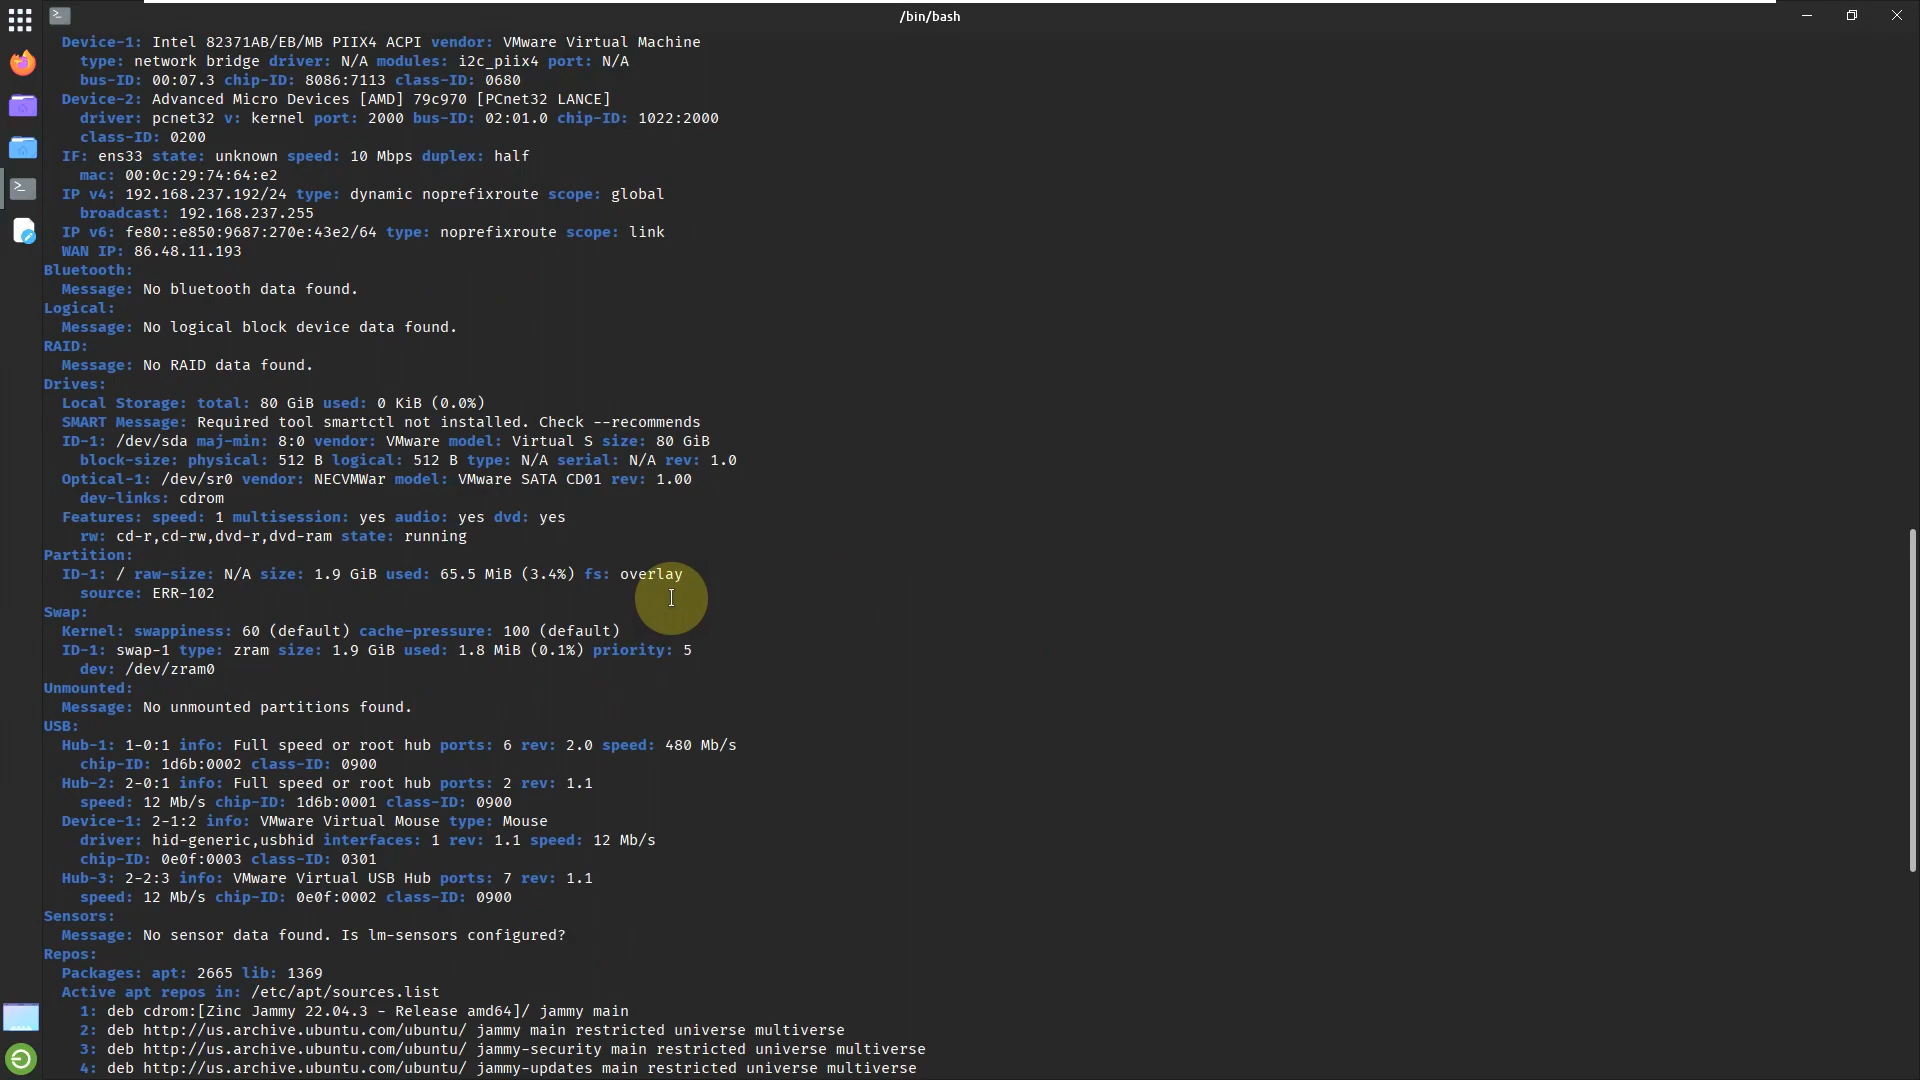 /bin/bash
Device-1: Intel 82371AB/EB/MB PIIX4 ACPI vendor: VMware Virtual Machine
type: network bridge driver: N/A modules: i2c_piix4 port: N/A
bus-ID: 00:07.3 chip-ID: 8086:7113 class-ID: 0680
Device-2: Advanced Micro Devices [AMD] 79c970 [PCnet32 LANCE]
driver: pcnet32 v: kernel port: 2000 bus-ID: 02:01.0 chip-ID: 1022:2000
class-ID: 0200
IF: ens33 state: unknown speed: 10 Mbps duplex: half
mac: 00:0c:29:74:64:e2
IP v4: 192.168.237.192/24 type: dynamic noprefixroute scope: global
broadcast: 192.168.237.255
IP v6: fe80::e850:9687:270e:43e2/64 type: noprefixroute scope: link
WAN IP: 86.48.11.193
Bluetooth:
Message: No bluetooth data found.
Logical:
Message: No logical block device data found.
RAID:
Message: No RAID data found.
Drives:
Local Storage: total: 80 GiB used: 0 KiB (0.0%)
SMART Message: Required tool smartctl not installed. Check --recommends
ID-1: /dev/sda maj-min: 8:0 vendor: VMware model: Virtual S size: 80 GiB
block-size: physical: 512 B logical: 512 B type: N/A serial: N/A rev: 1.0
Optical-1: /dev/sr0 vendor: NECVMWar model: VMware SATA CD01 rev: 1.00
dev-links: cdrom
Features: speed: 1 multisession: yes audio: yes dvd: yes
rw: cd-r,cd-rw,dvd-r,dvd-ram state: running
Partition:
ID-1: / raw-size: N/A size: 1.9 GiB used: 65.5 MiB (3.4%) fs: overlay
source: ERR-102
Swap:
Kernel: swappiness: 60 (default) cache-pressure: 100 (default)
ID-1: swap-1 type: zram size: 1.9 GiB used: 1.8 MiB (0.1%) priority: 5
dev: /dev/zram0
Unmounted:
Message: No unmounted partitions found.
USB:
Hub-1: 1-0:1 info: Full speed or root hub ports: 6 rev: 2.0 speed: 480 Mb/s
chip-ID: 1d6b:0002 class-ID: 0900
Hub-2: 2-0:1 info: Full speed or root hub ports: 2 rev: 1.1
speed: 12 Mb/s chip-ID: 1d6b:0001 class-ID: 0900
Device-1: 2-1:2 info: VMware Virtual Mouse type: Mouse
driver: hid-generic,usbhid interfaces: 1 rev: 1.1 speed: 12 Mb/s
chip-ID: 0e0f:0003 class-ID: 0301
Hub-3: 2-2:3 info: VMware Virtual USB Hub ports: 7 rev: 1.1
speed: 12 Mb/s chip-ID: 0e0f:0002 class-ID: 0900
Sensors:
Message: No sensor data found. Is lm-sensors configured?
Repos:
Packages: apt: 2665 lib: 1369
Active apt repos in: /etc/apt/sources.list
1: deb cdrom:[Zinc Jammy 22.04.3 - Release amd64]/ jammy main
2: deb http://us.archive.ubuntu.com/ubuntu/ jammy main restricted universe multiverse
3: deb http://us.archive.ubuntu.com/ubuntu/ jammy-security main restricted universe multiverse
4: deb http://us.archive.ubuntu.com/ubuntu/ jammy-updates main restricted universe multiverse